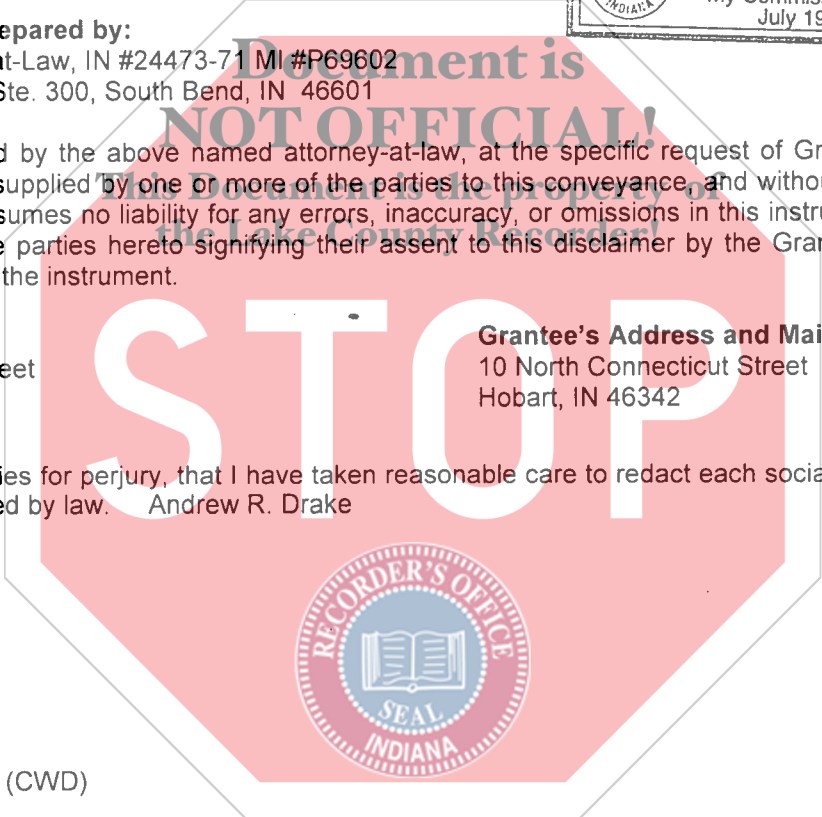 INDIANA
July 19
epared by:
t-Law, IN #24473-71 MI #P69602
Ste. 300, South Bend, IN 46601
Document is
NOT OFFICIAL!
This Document is the property of
the Lake County Recorder!
d by the above named attorney-at-law, at the specific request of Gr
supplied by one or more of the parties to this conveyance, and witho
sumes no liability for any errors, inaccuracy, or omissions in this instru
e parties hereto signifying their assent to this disclaimer by the Gra
the instrument.
STOP
Grantee's Address and Mai
eet
10 North Connecticut Street
Hobart, IN 46342
ies for perjury, that I have taken reasonable care to redact each socia
ed by law. Andrew R. Drake
RECORDER'S OFFICE
SEAL
INDIANA
(CWD)